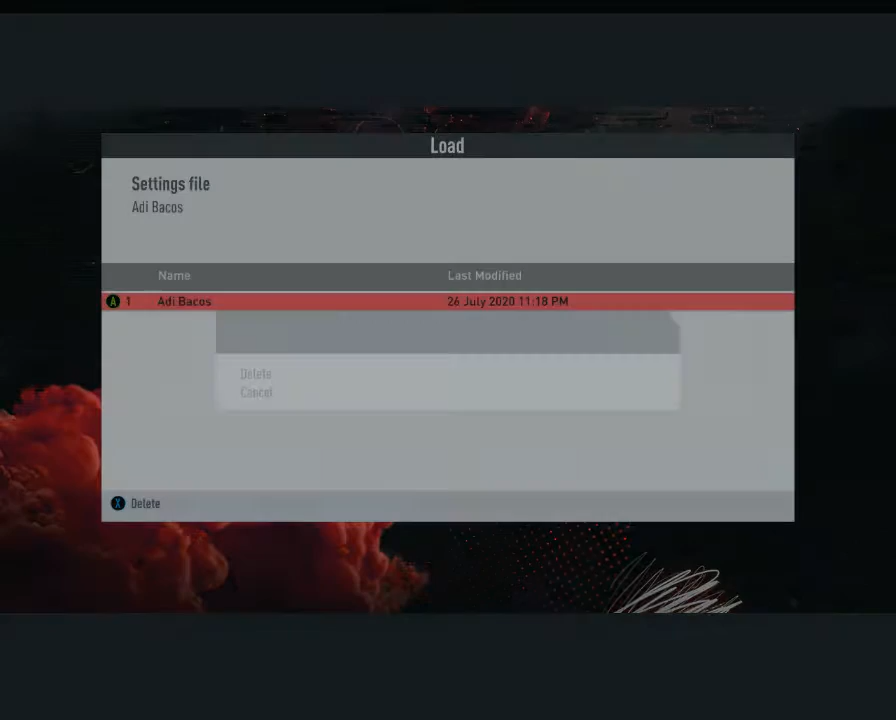 Load
Settings file
Adi Bacos
Name Last Modified
A 1 Adi Bacos 26 July 2020 11:18 PM
Delete
Cancel
X Delete